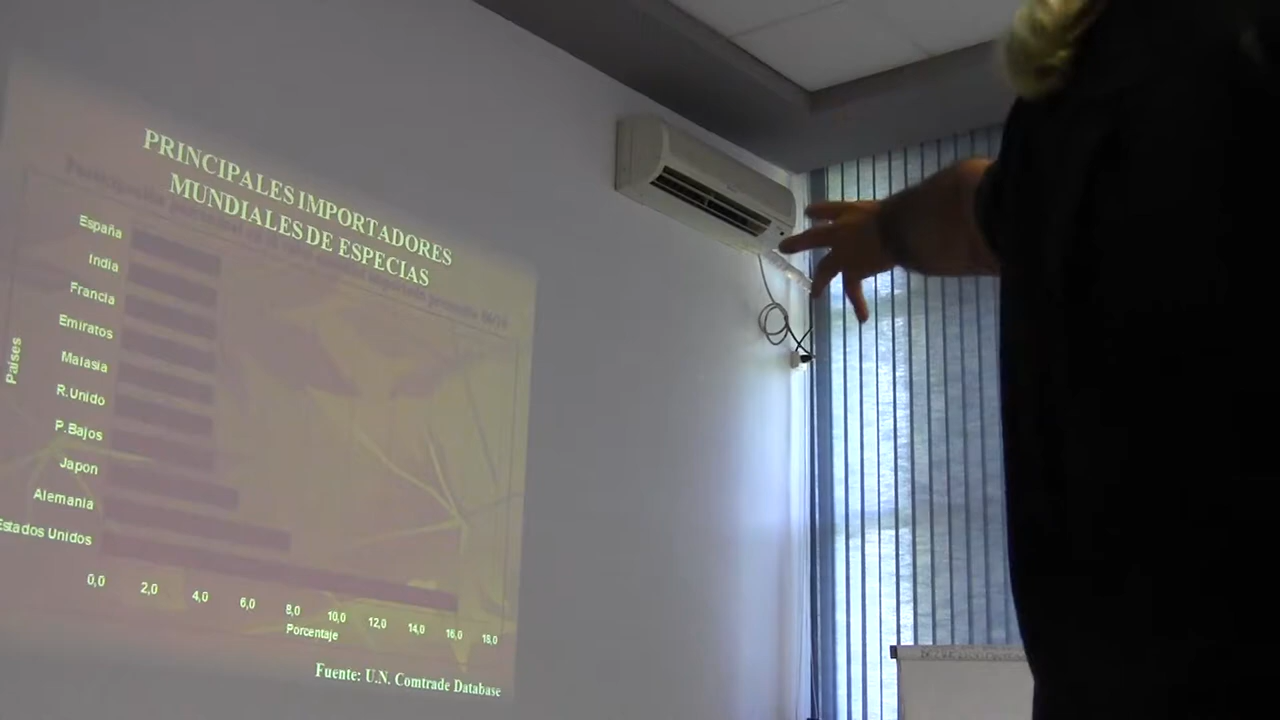 PRINCIPALES IMPORTADORES
MUNDIALES DE ESPECIAS
España
India
Francia
Emiratos
Malasia
R.Unido
P.Bajos
Japon
Alemania
Estados Unidos
Países
0,0 2,0 4,0 6,0 8,0 10,0 12,0 14,0 16,0 18,0
Porcentaje
Fuente: U.N. Comtrade Database